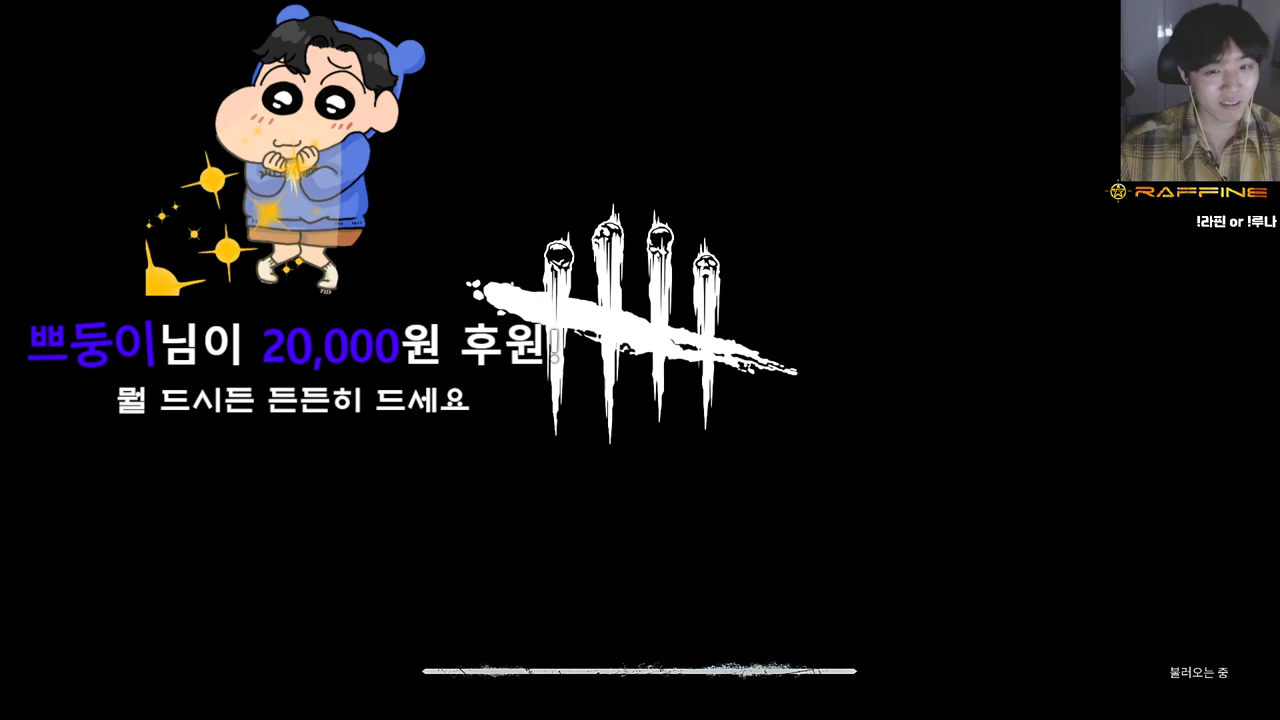 RAFFINE
!라핀 or !루나
쁘둥이님이 20,000원 후원!
뭘 드시든 든든히 드세요
불러오는 중